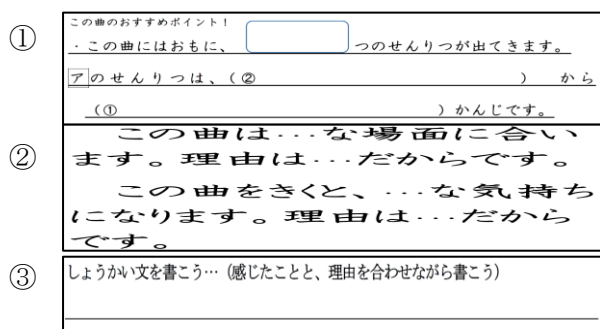 ①
この曲のおすすめポイント！
・この曲にはおもに、　つのせんりつが出てきます。
アのせんりつは、（②　）から
（①　）かんじです。
②
この曲は…な場面に合い
ます。理由は…だからです。
この曲をきくと、…な気持ち
になります。理由は…だから
です。
③
しょうかい文を書こう…（感じたことと、理由を合わせながら書こう）